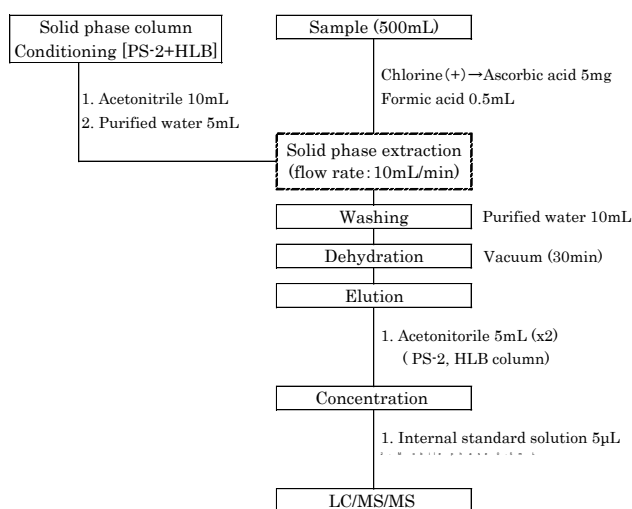 Solid phase column
Conditioning [PS-2+HLB]
Sample (500mL)
Chlorine(+)→Ascorbic acid 5mg
Formic acid 0.5mL
1. Acetonitrile 10mL
2. Purified water 5mL
Solid phase extraction
(flow rate:10mL/min)
Washing
Purified water 10mL
Dehydration
Vacuum (30min)
Elution
1. Acetonitorile 5mL (x2)
( PS-2, HLB column)
Concentration
1. Internal standard solution 5µL
LC/MS/MS